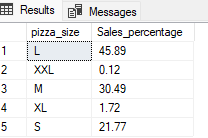 Results Messages
pizza_size Sales_percentage
1 L 45.89
2 XXL 0.12
3 M 30.49
4 XL 1.72
5 S 21.77